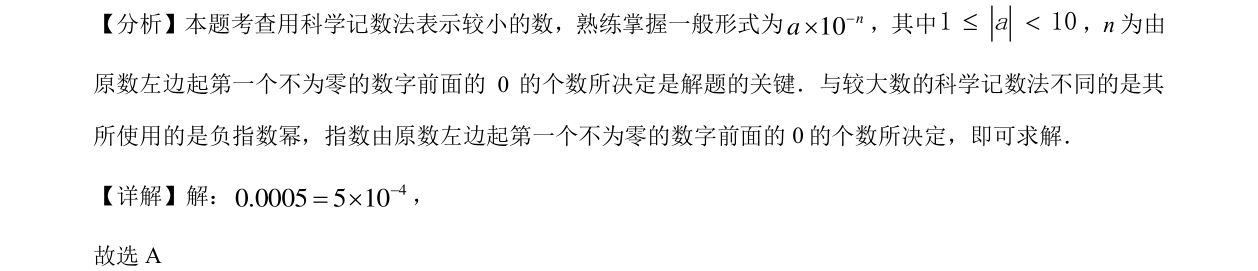 【分析】本题考查用科学记数法表示较小的数，熟练掌握一般形式为 a×10⁻ⁿ，其中1 ≤ |a| < 10，n 为由
原数左边起第一个不为零的数字前面的 0 的个数所决定是解题的关键．与较大数的科学记数法不同的是其
所使用的是负指数幂，指数由原数左边起第一个不为零的数字前面的 0 的个数所决定，即可求解．
【详解】解：0.0005 = 5×10⁻⁴，
故选 A